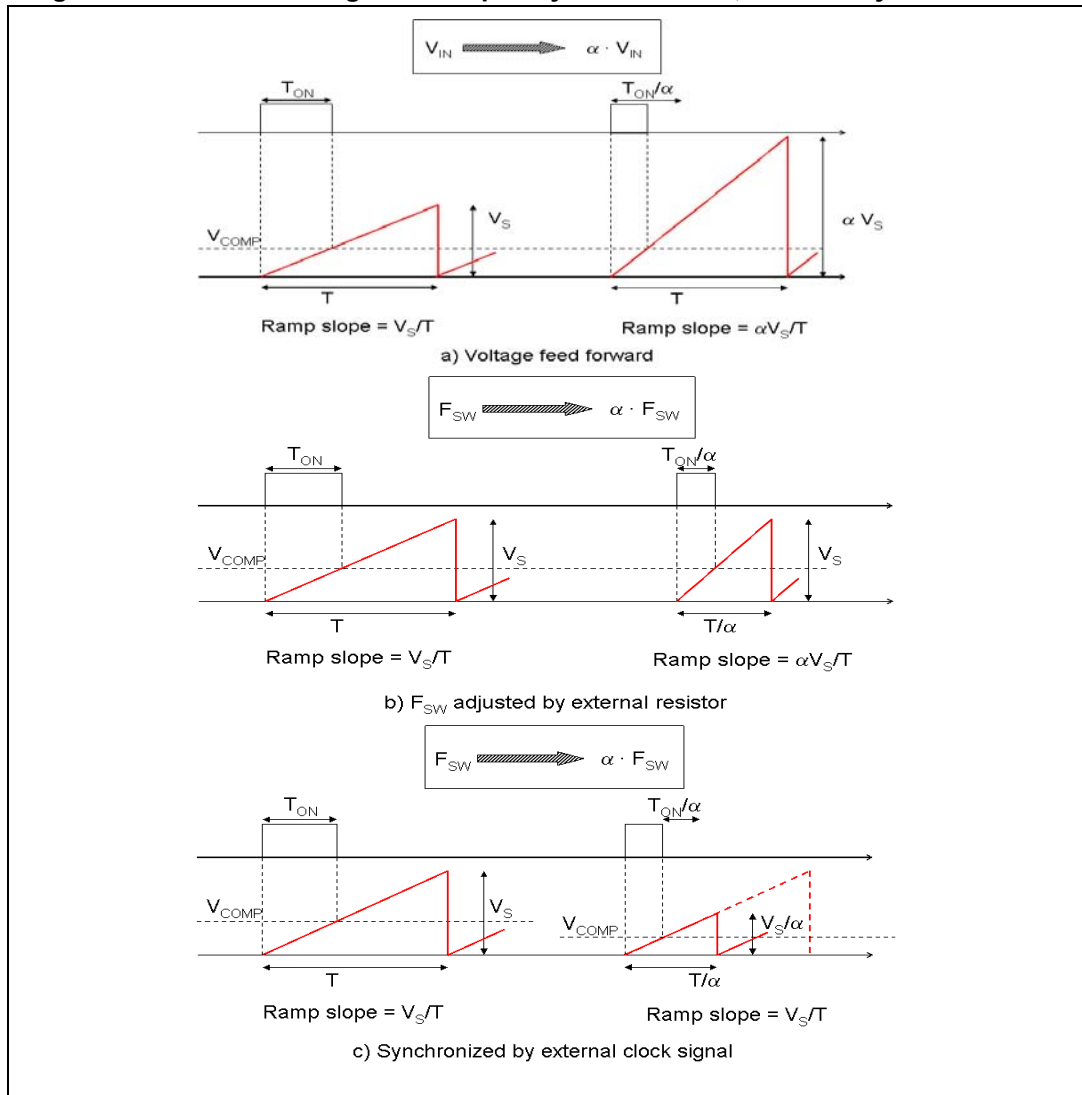 V_IN α · V_IN
T_ON T_ON/α
V_S
α V_S
V_COMP
T T
Ramp slope = V_S/T Ramp slope = αV_S/T
a) Voltage feed forward
F_SW α · F_SW
T_ON T_ON/α
V_COMP V_S V_S
T T/α
Ramp slope = V_S/T Ramp slope = αV_S/T
b) F_SW adjusted by external resistor
F_SW α · F_SW
T_ON T_ON/α
V_COMP V_S V_COMP V_S/α
T T/α
Ramp slope = V_S/T Ramp slope = V_S/T
c) Synchronized by external clock signal